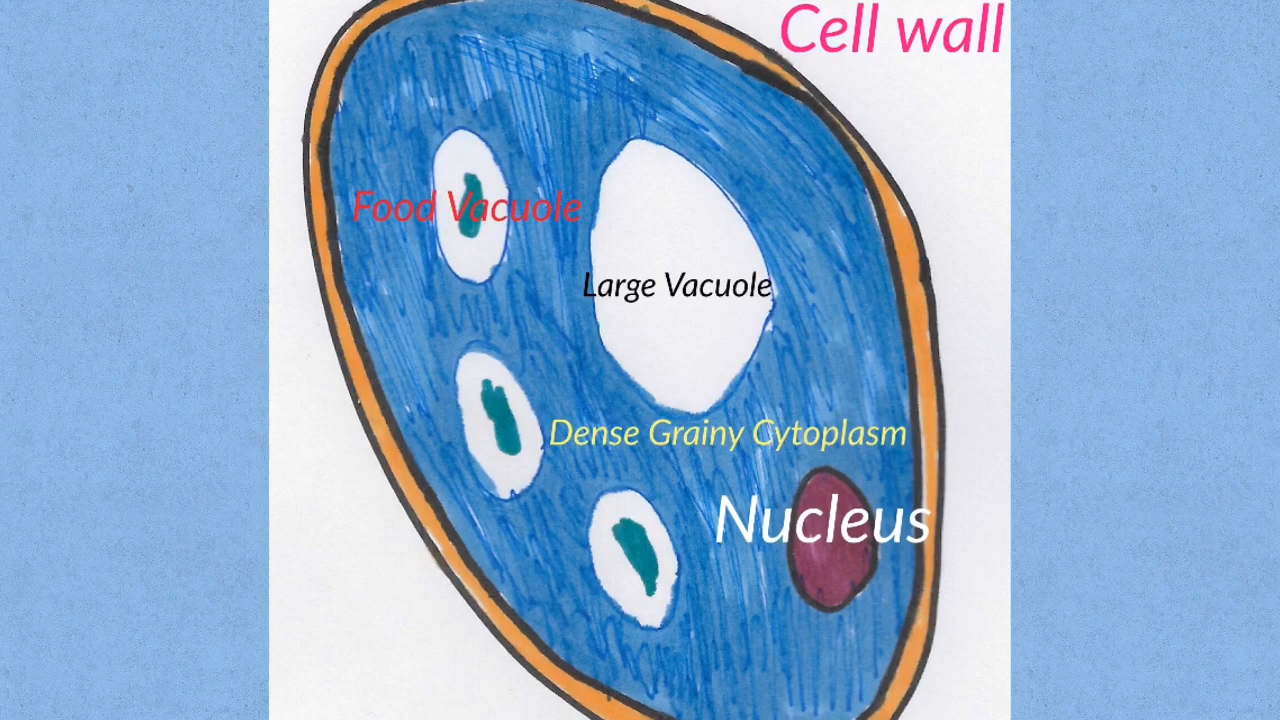 Cell wall
Food Vacuole
Large Vacuole
Dense Grainy Cytoplasm
Nucleus